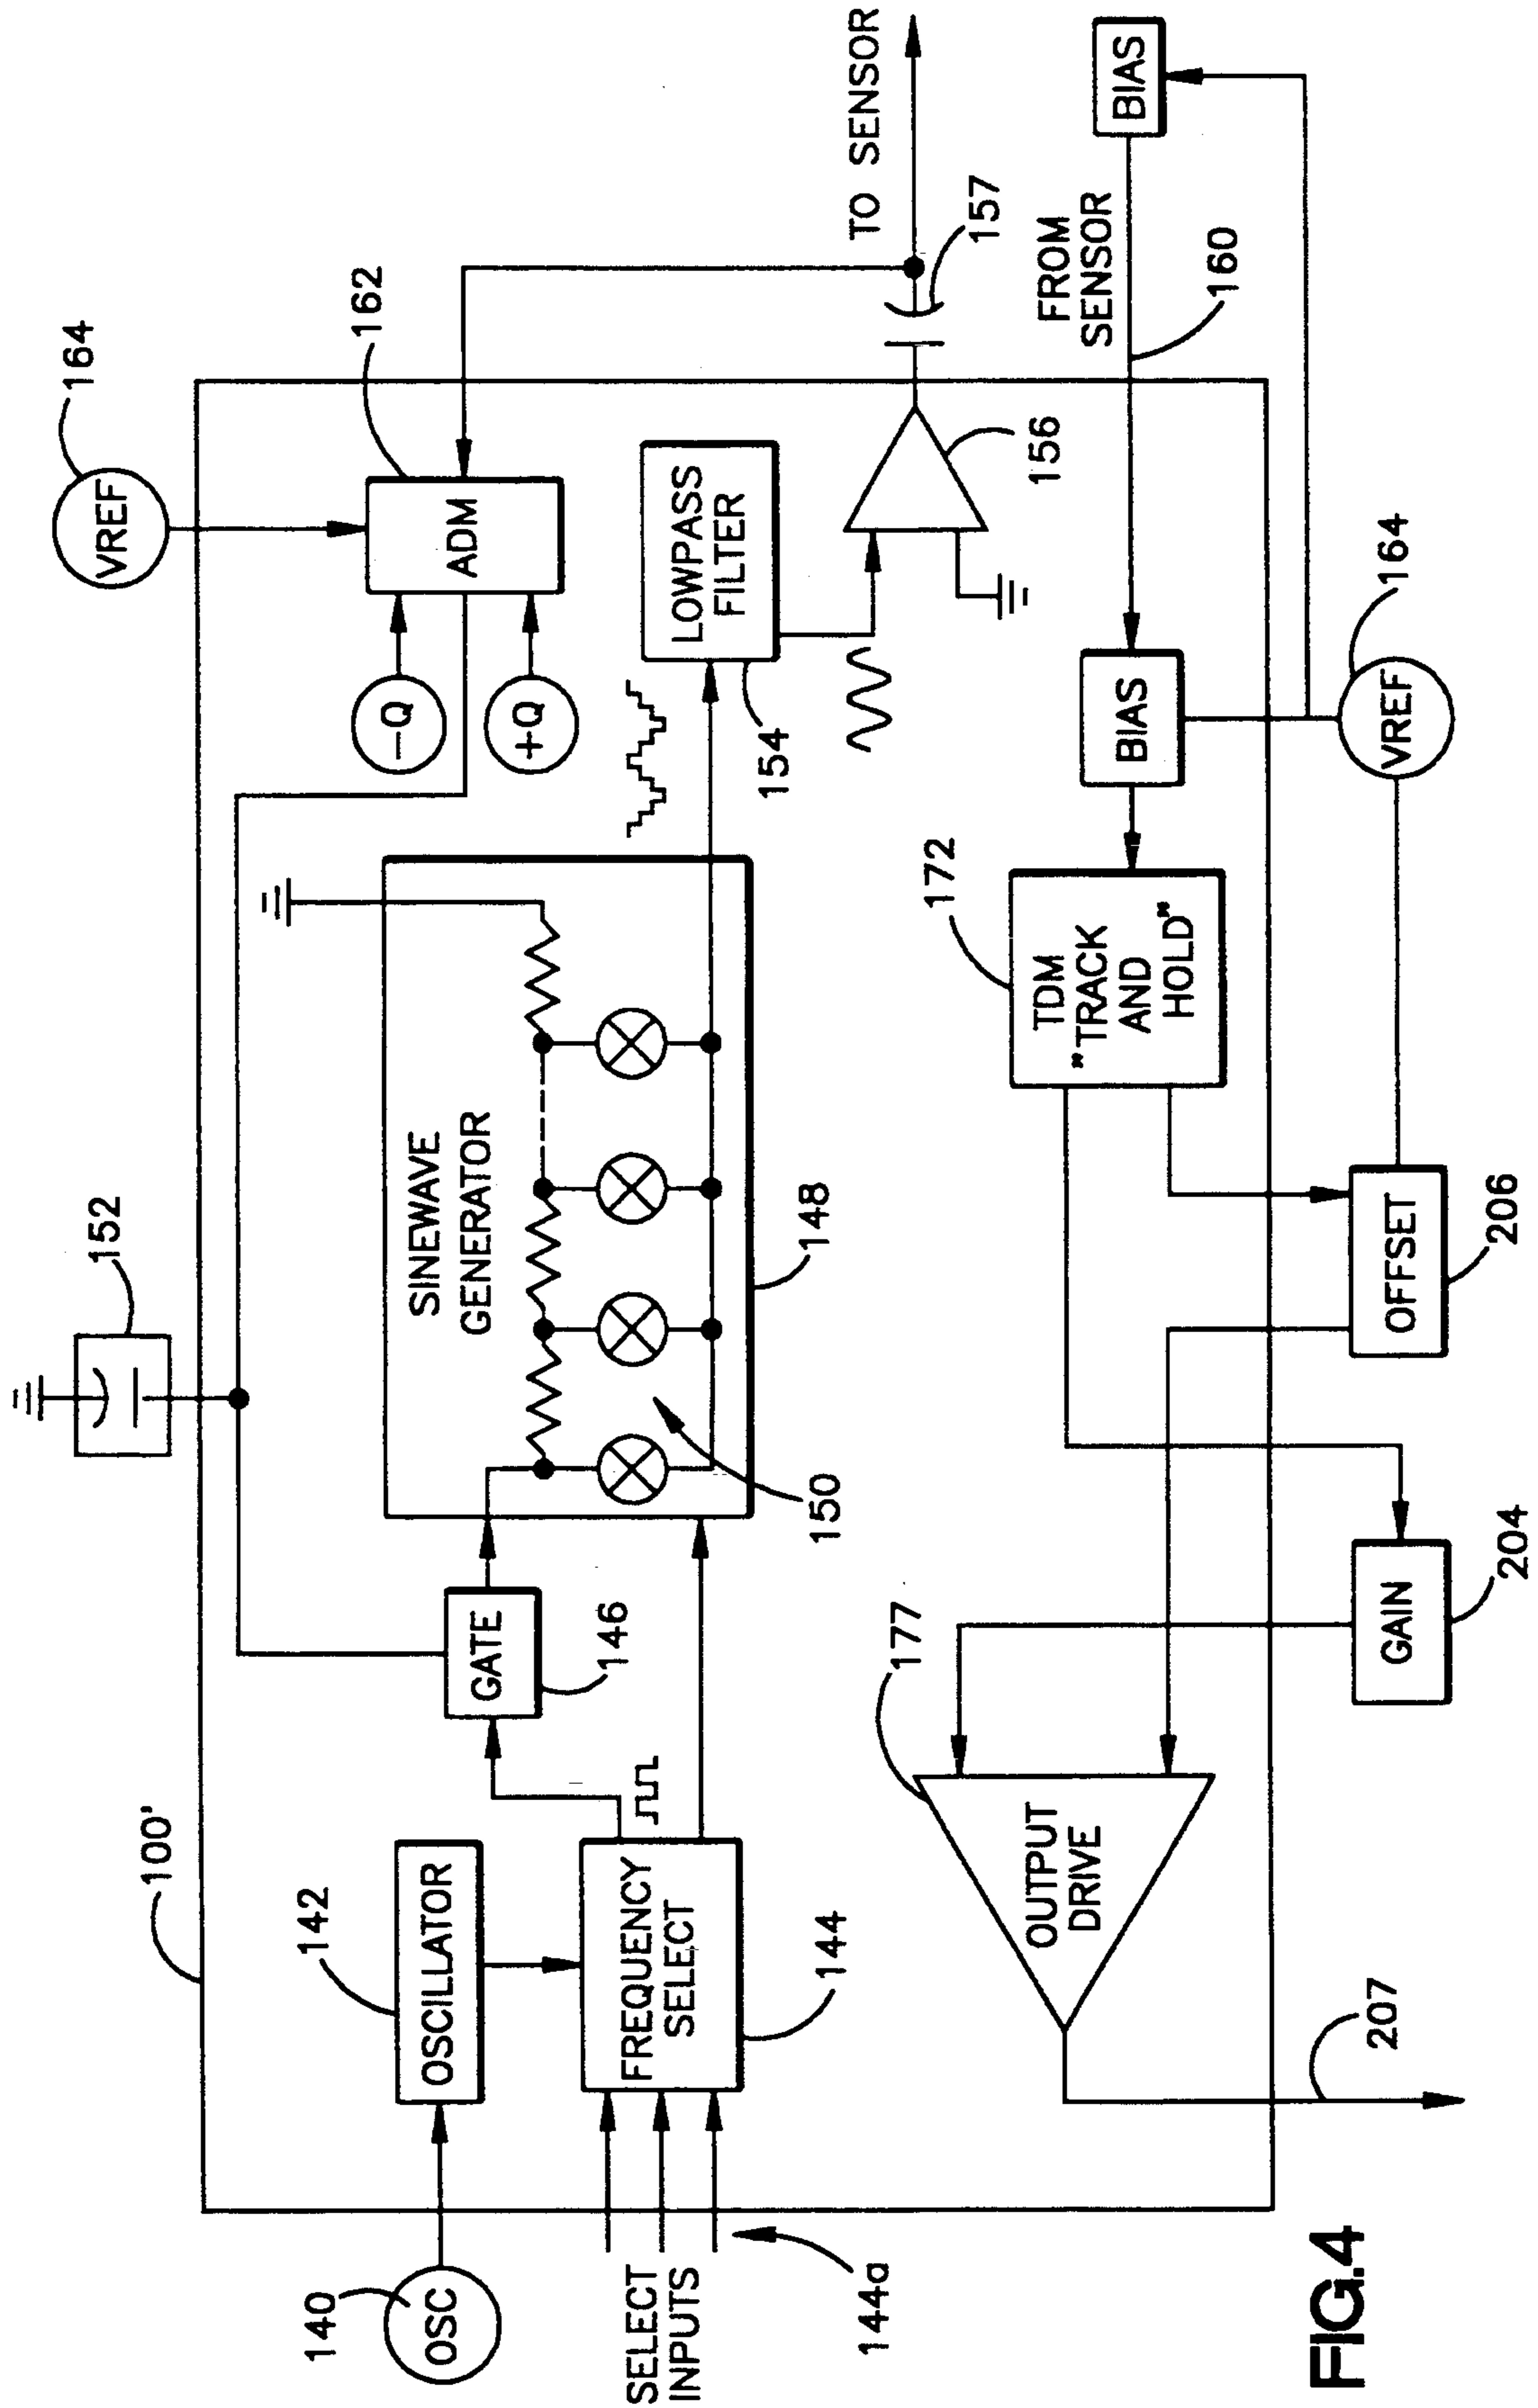 100'
152
164
VREF
162
ADM
−Q
+Q
140
OSC
142
OSCILLATOR
SELECT
INPUTS
144a
FREQUENCY
SELECT
144
GATE
146
SINEWAVE
GENERATOR
150
148
LOWPASS
FILTER
154
156
157
TO SENSOR
FROM
SENSOR
160
BIAS
BIAS
164
VREF
172
TDM
"TRACK
AND
HOLD"
OFFSET
206
GAIN
204
177
OUTPUT
DRIVE
207
FIG.4